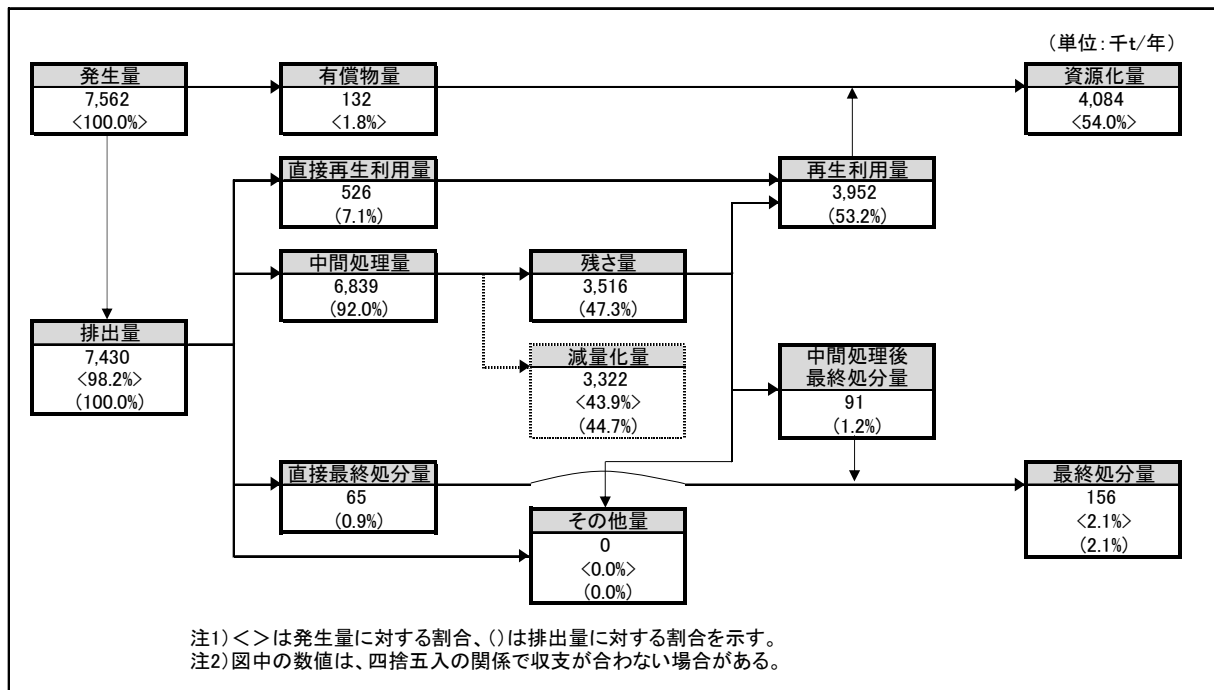 (単位:千t/年)
発生量
7,562
<100.0%>
有償物量
132
<1.8%>
資源化量
4,084
<54.0%>
直接再生利用量
526
(7.1%)
再生利用量
3,952
(53.2%)
中間処理量
6,839
(92.0%)
残さ量
3,516
(47.3%)
排出量
7,430
<98.2%>
(100.0%)
減量化量
3,322
<43.9%>
(44.7%)
中間処理後
最終処分量
91
(1.2%)
直接最終処分量
65
(0.9%)
最終処分量
156
<2.1%>
(2.1%)
その他量
0
<0.0%>
(0.0%)
注1)<>は発生量に対する割合、()は排出量に対する割合を示す。
注2)図中の数値は、四捨五入の関係で収支が合わない場合がある。